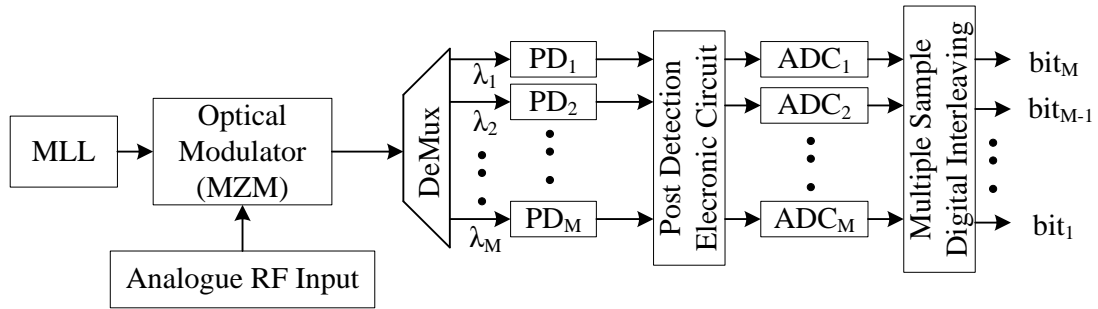 MLL
Optical
Modulator
(MZM)
Analogue RF Input
DeMux
λ1
λ2
λM
PD1
PD2
PDM
Post Detection
Elecronic Circuit
ADC1
ADC2
ADCM
Multiple Sample
Digital Interleaving
bitM
bitM-1
bit1